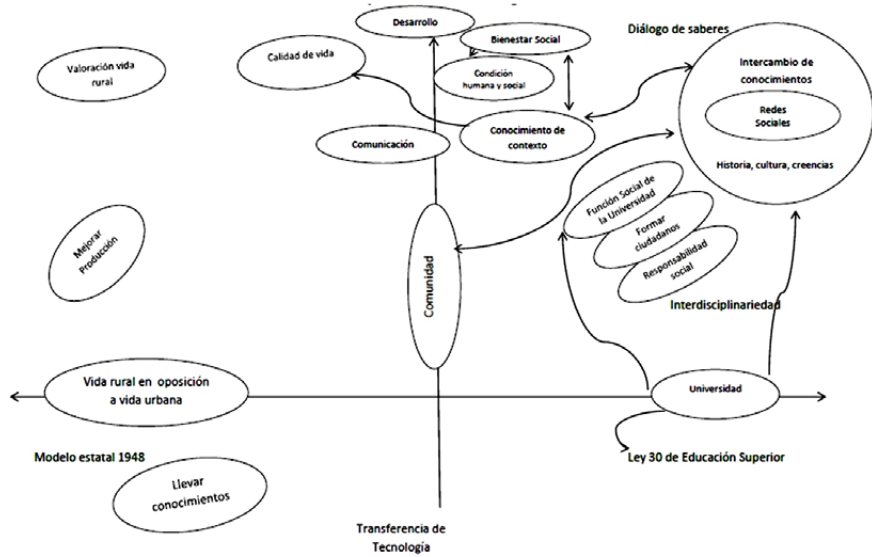 Desarrollo
Bienestar Social
Diálogo de saberes
Valoración vida
rural
Calidad de vida
Condición
humana y social
Intercambio de
conocimientos
Redes
Sociales
Comunicación
Conocimiento de
contexto
Historia, cultura, creencias
Función Social de
la Universidad
Formar
ciudadanos
Responsabilidad
social
Mejorar
Producción
Comunidad
Interdisciplinariedad
Vida rural en oposición
a vida urbana
Universidad
Modelo estatal 1948
Ley 30 de Educación Superior
Llevar
conocimientos
Transferencia de
Tecnología